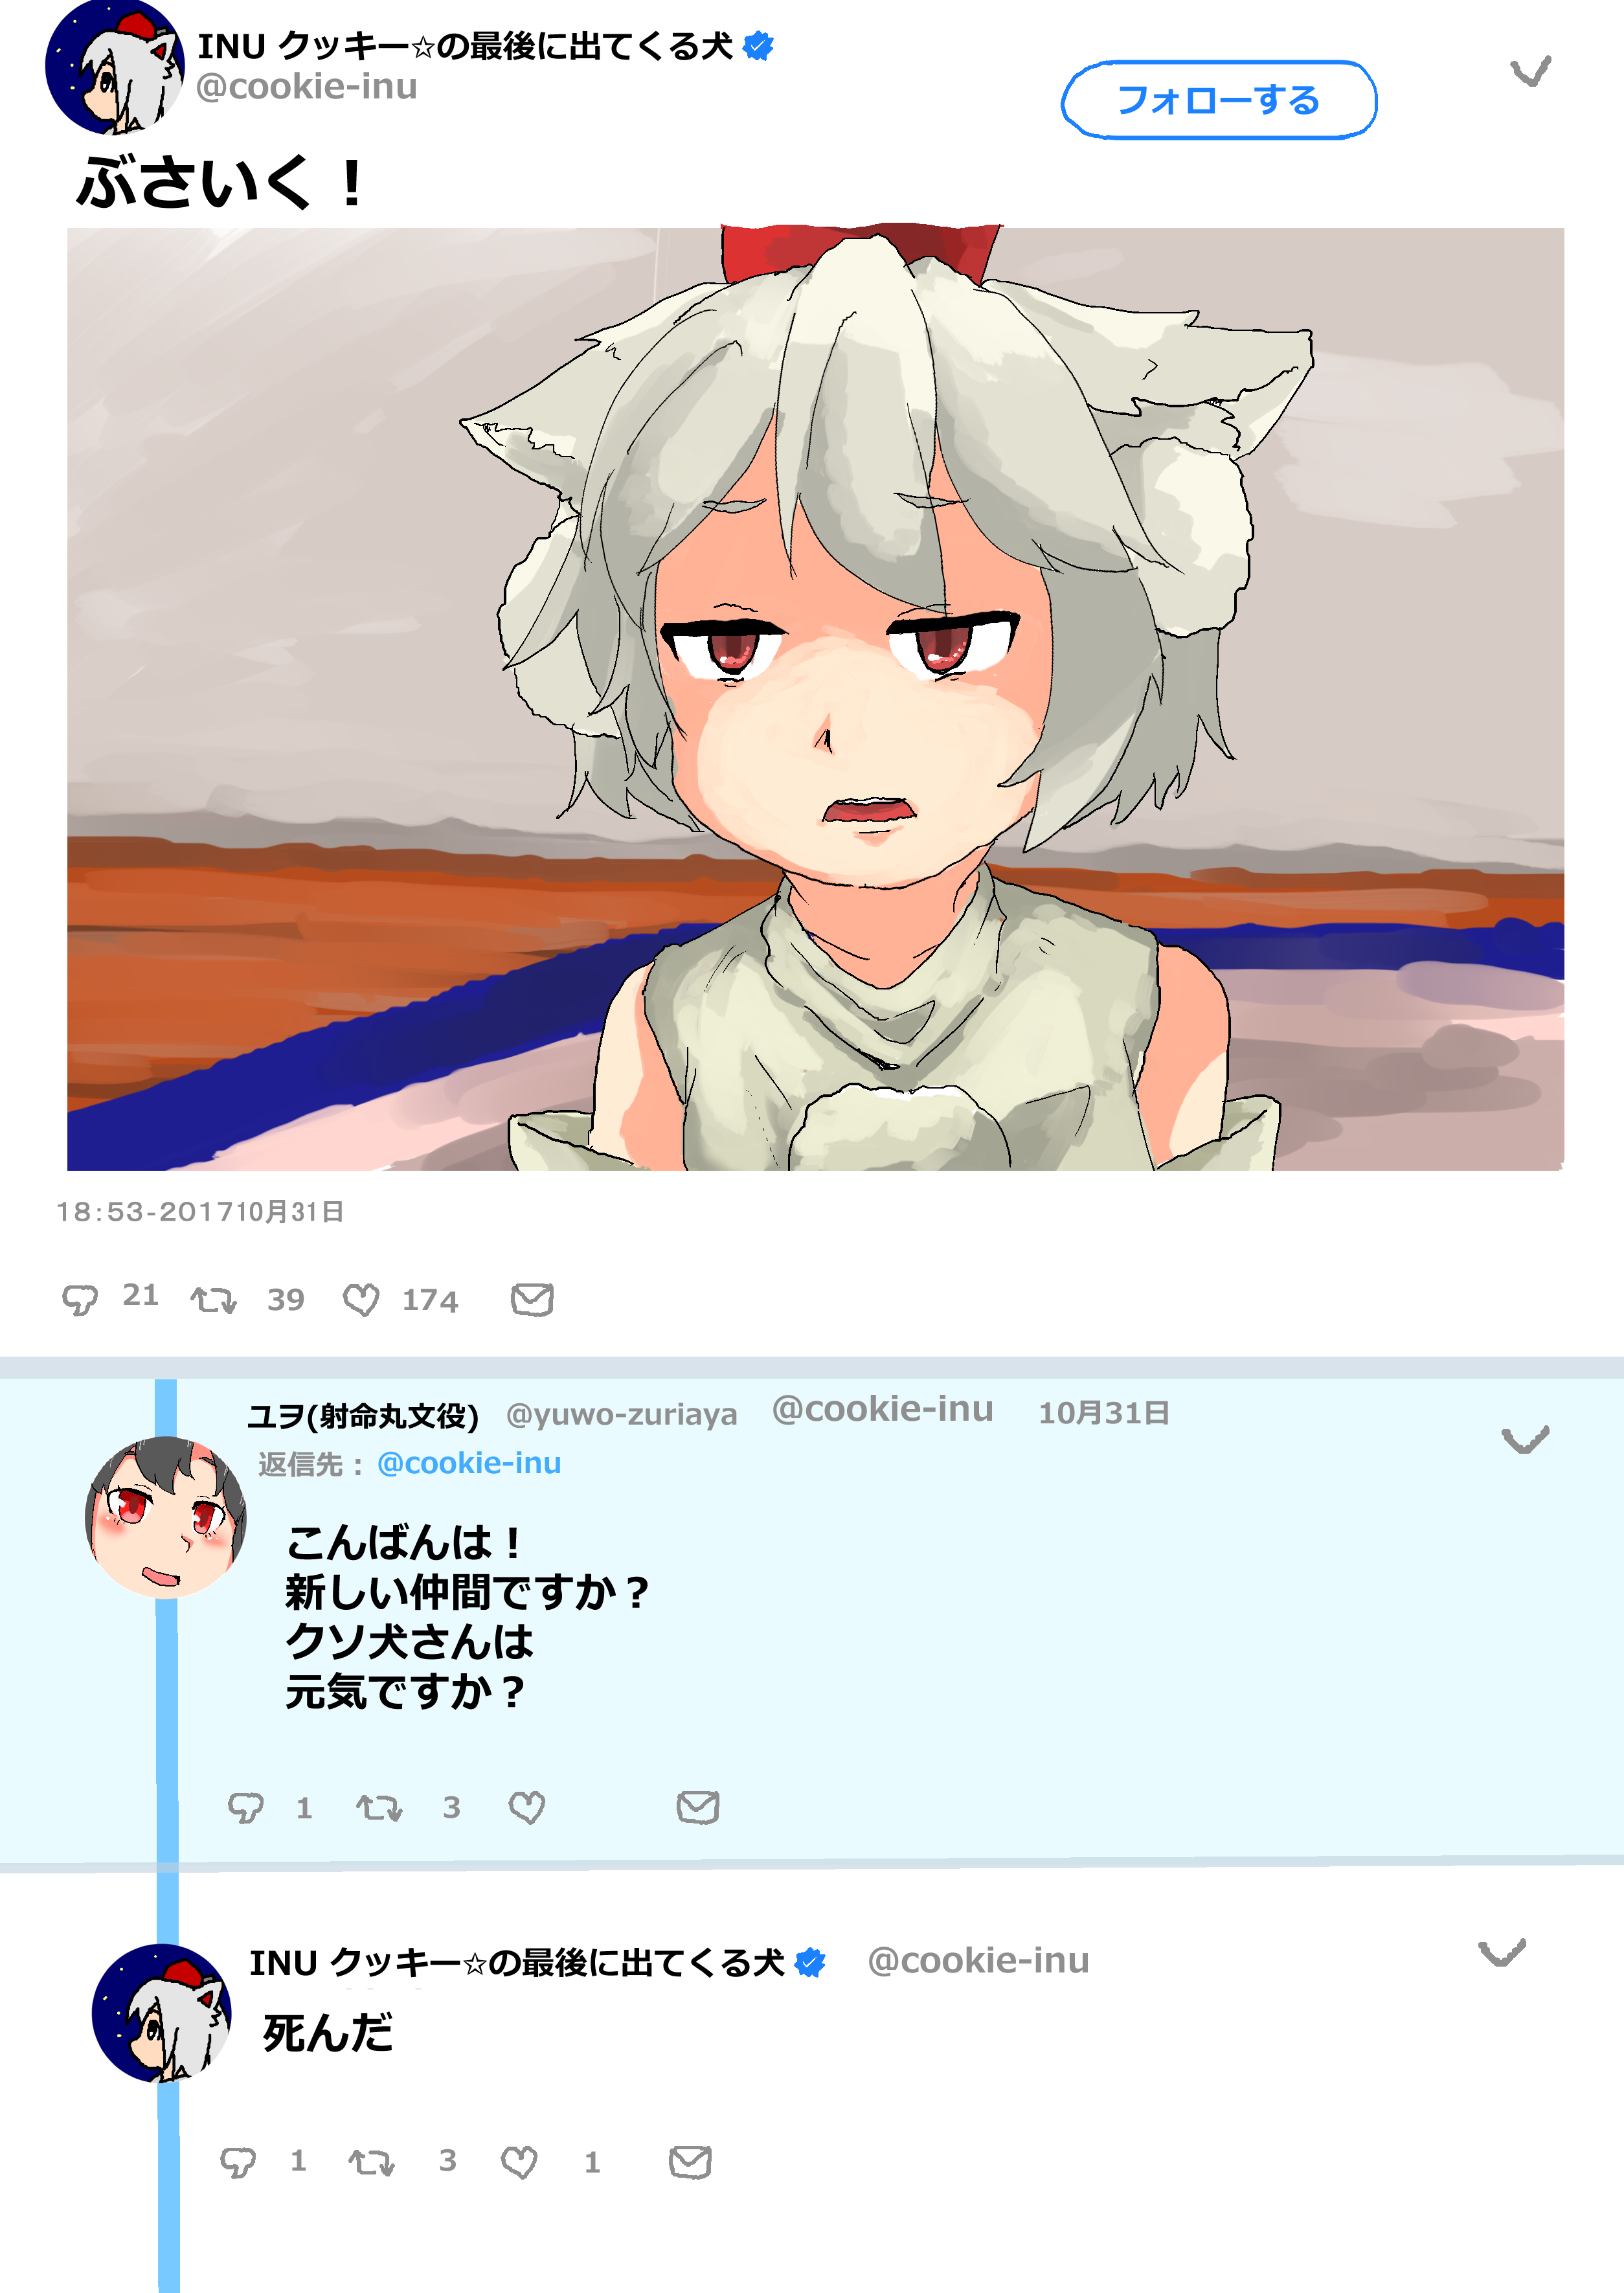 INU クッキー☆の最後に出てくる犬
@cookie-inu
フォローする
ぶさいく！
18:53-201710月31日
21 39 174
ユヲ(射命丸文役) @yuwo-zuriaya @cookie-inu 10月31日
返信先： @cookie-inu
こんばんは！
新しい仲間ですか？
クソ犬さんは
元気ですか？
1 3
INU クッキー☆の最後に出てくる犬 @cookie-inu
死んだ
1 3 1